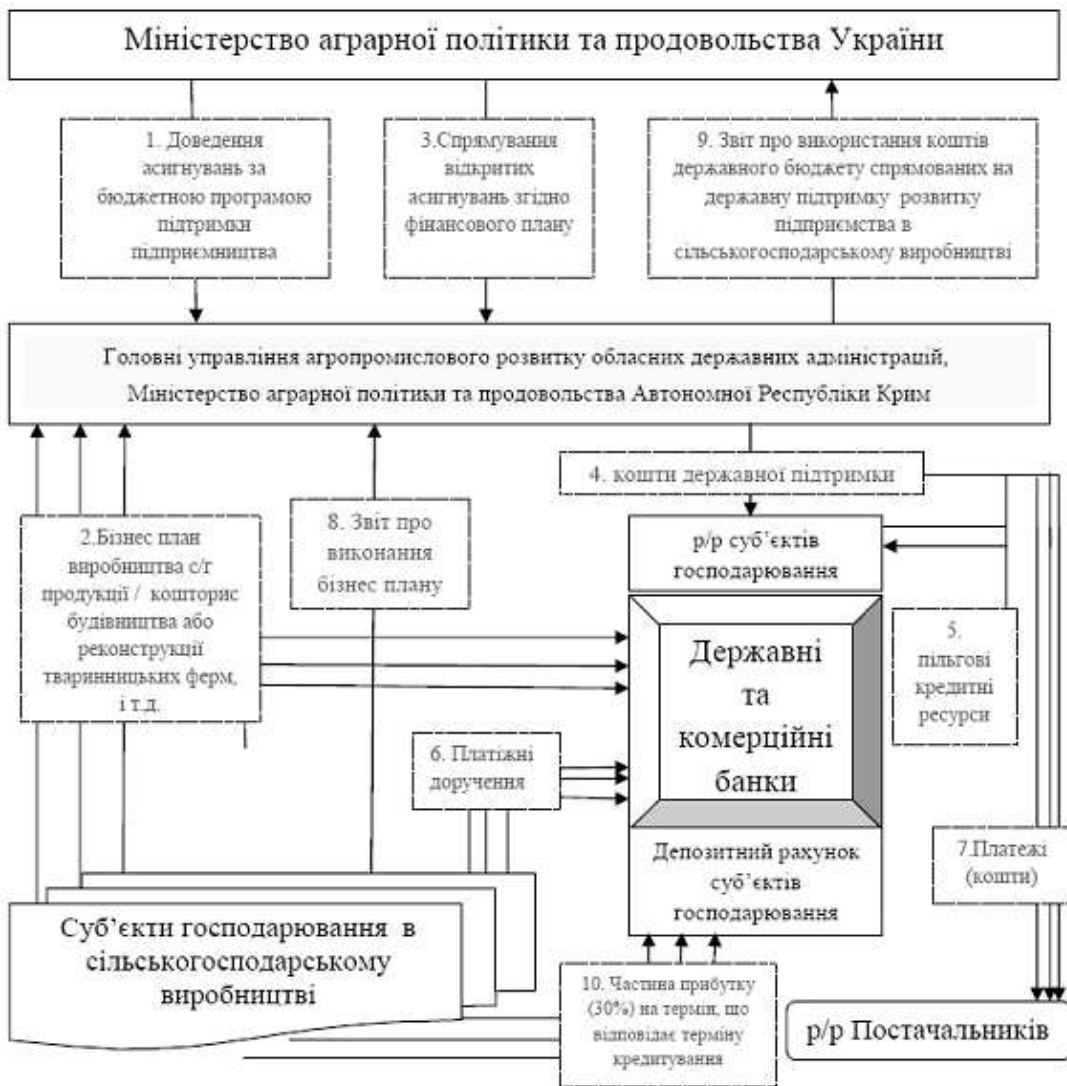 Міністерство аграрної політики та продовольства України
1. Доведення
асигнувань за
бюджетною програмою
підтримки
підприємництва
3.Спрямування
відкритих
асигнувань згідно
фінансового плану
9. Звіт про використання коштів
державного бюджету спрямованих на
державну підтримку розвитку
підприємства в
сільськогосподарському виробництві
Головні управління агропромислового розвитку обласних державних адміністрацій,
Міністерство аграрної політики та продовольства Автономної Республіки Крим
4. кошти державної підтримки
2.Бізнес план
виробництва с/г
продукції / кошторис
будівництва або
реконструкції
тваринницьких ферм,
і т.д.
8. Звіт про
виконання
бізнес плану
р/р суб’єктів
господарювання
Державні
та
комерційні
банки
5.
пільгові
кредитні
ресурси
6. Платіжні
доручення
Депозитний рахунок
суб’єктів
господарювання
7.Платежі
(кошти)
Суб’єкти господарювання в
сільськогосподарському
виробництві
10. Частина прибутку
(30%) на термін, що
відповідає терміну
кредитування
р/р Постачальників